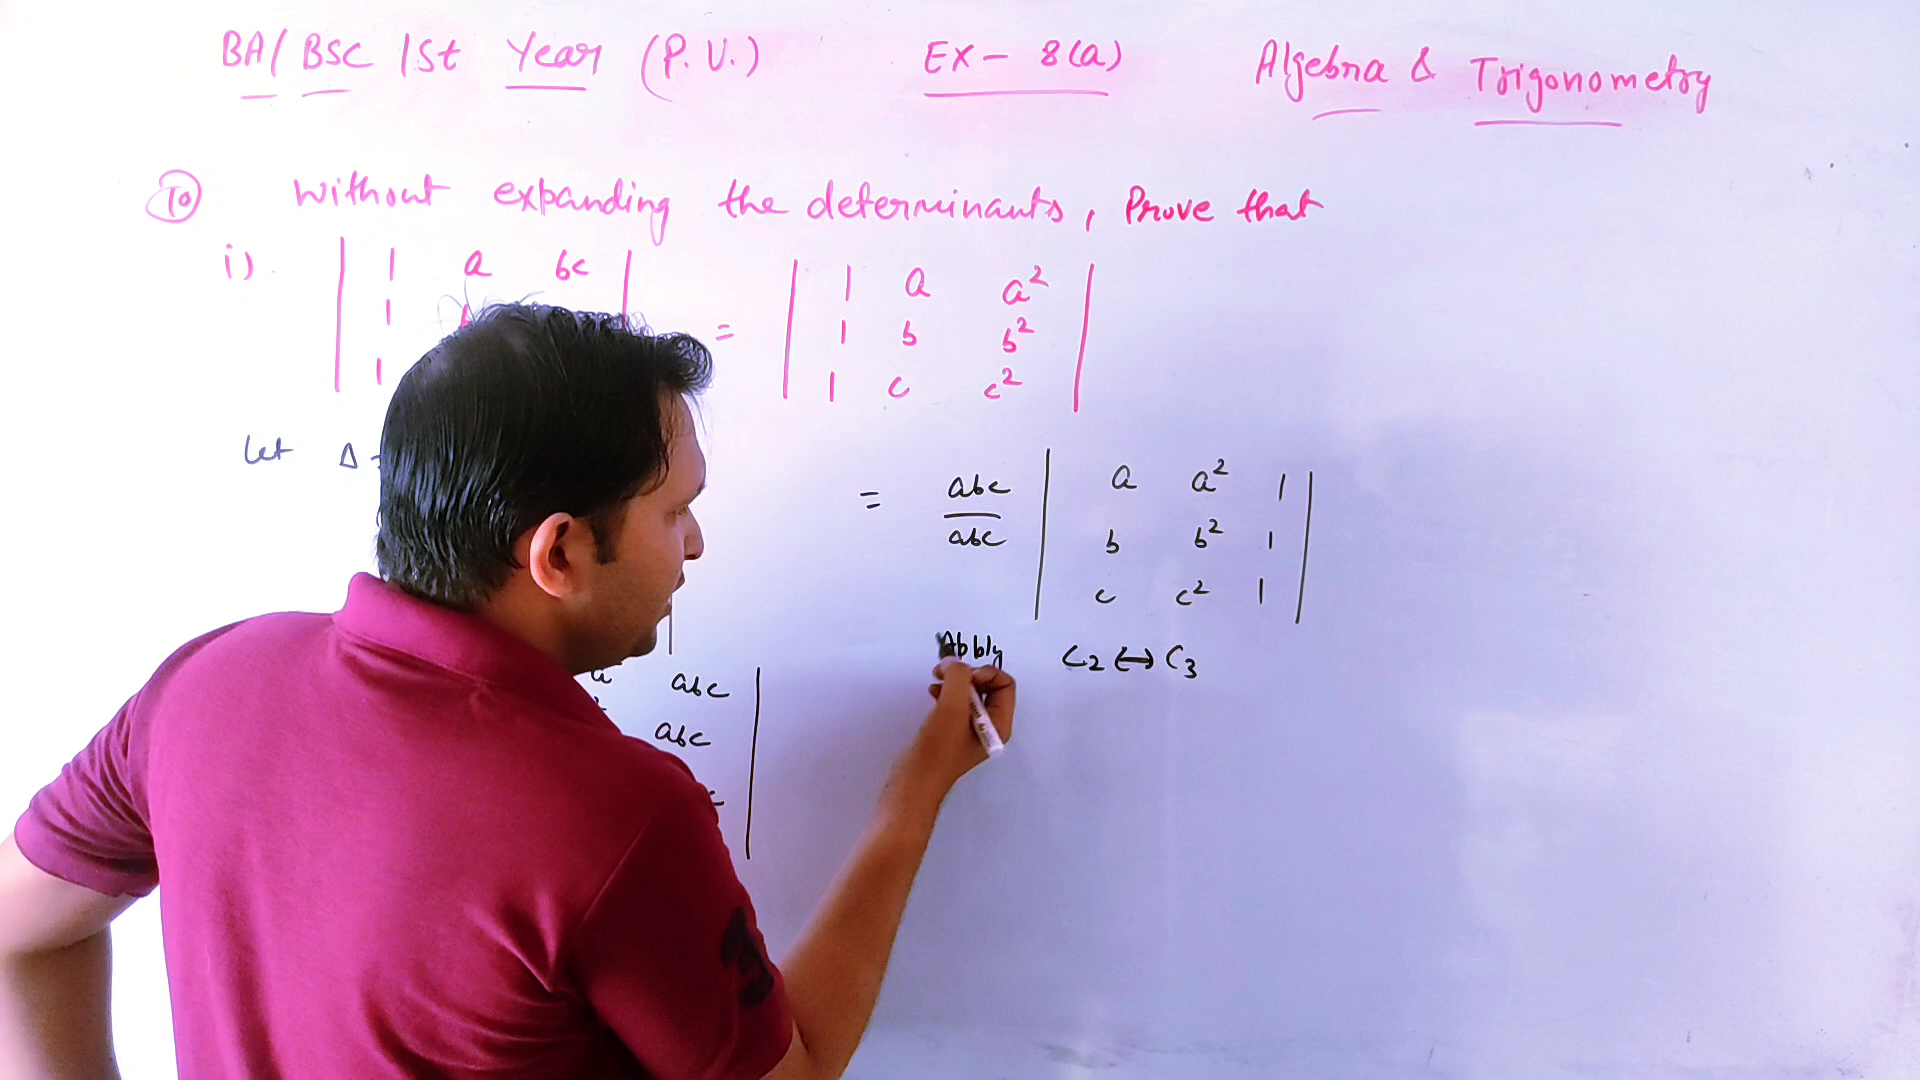 BA/BSC 1St Year (P.U.) EX- 8(a) Algebra & Trigonometry
10 without expanding the determinants, Prove that
i) | 1 a bc | = | 1 a a² |
1 1 b b²
1 1 c c²
Let Δ
= abc/abc | a a² 1 |
b b² 1
c c² 1
Abbly C₂ ↔ C₃
a abc
abc